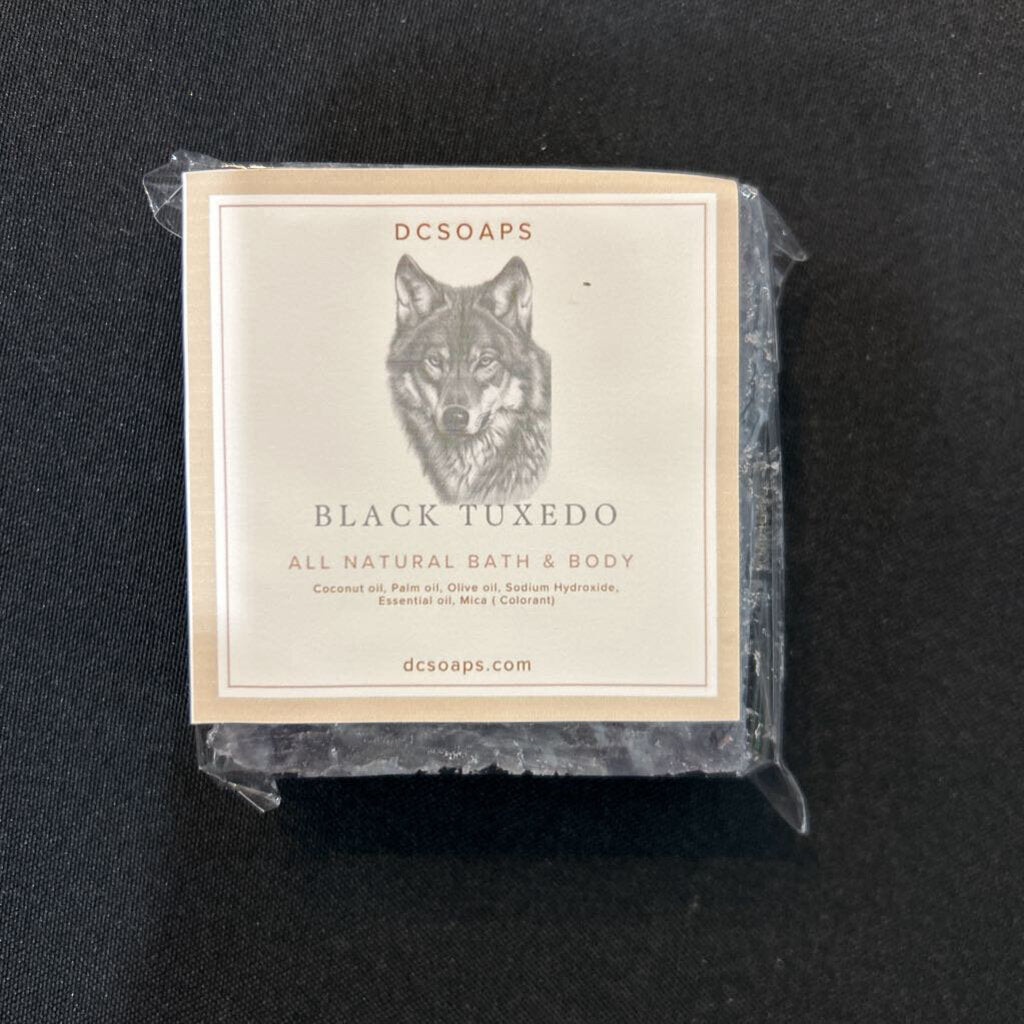 DCSOAPS
BLACK TUXEDO
ALL NATURAL BATH & BODY
Coconut oil, Palm oil, Olive oil, Sodium Hydroxide,
Essential oil, Mica ( Colorant)
dcsoaps.com